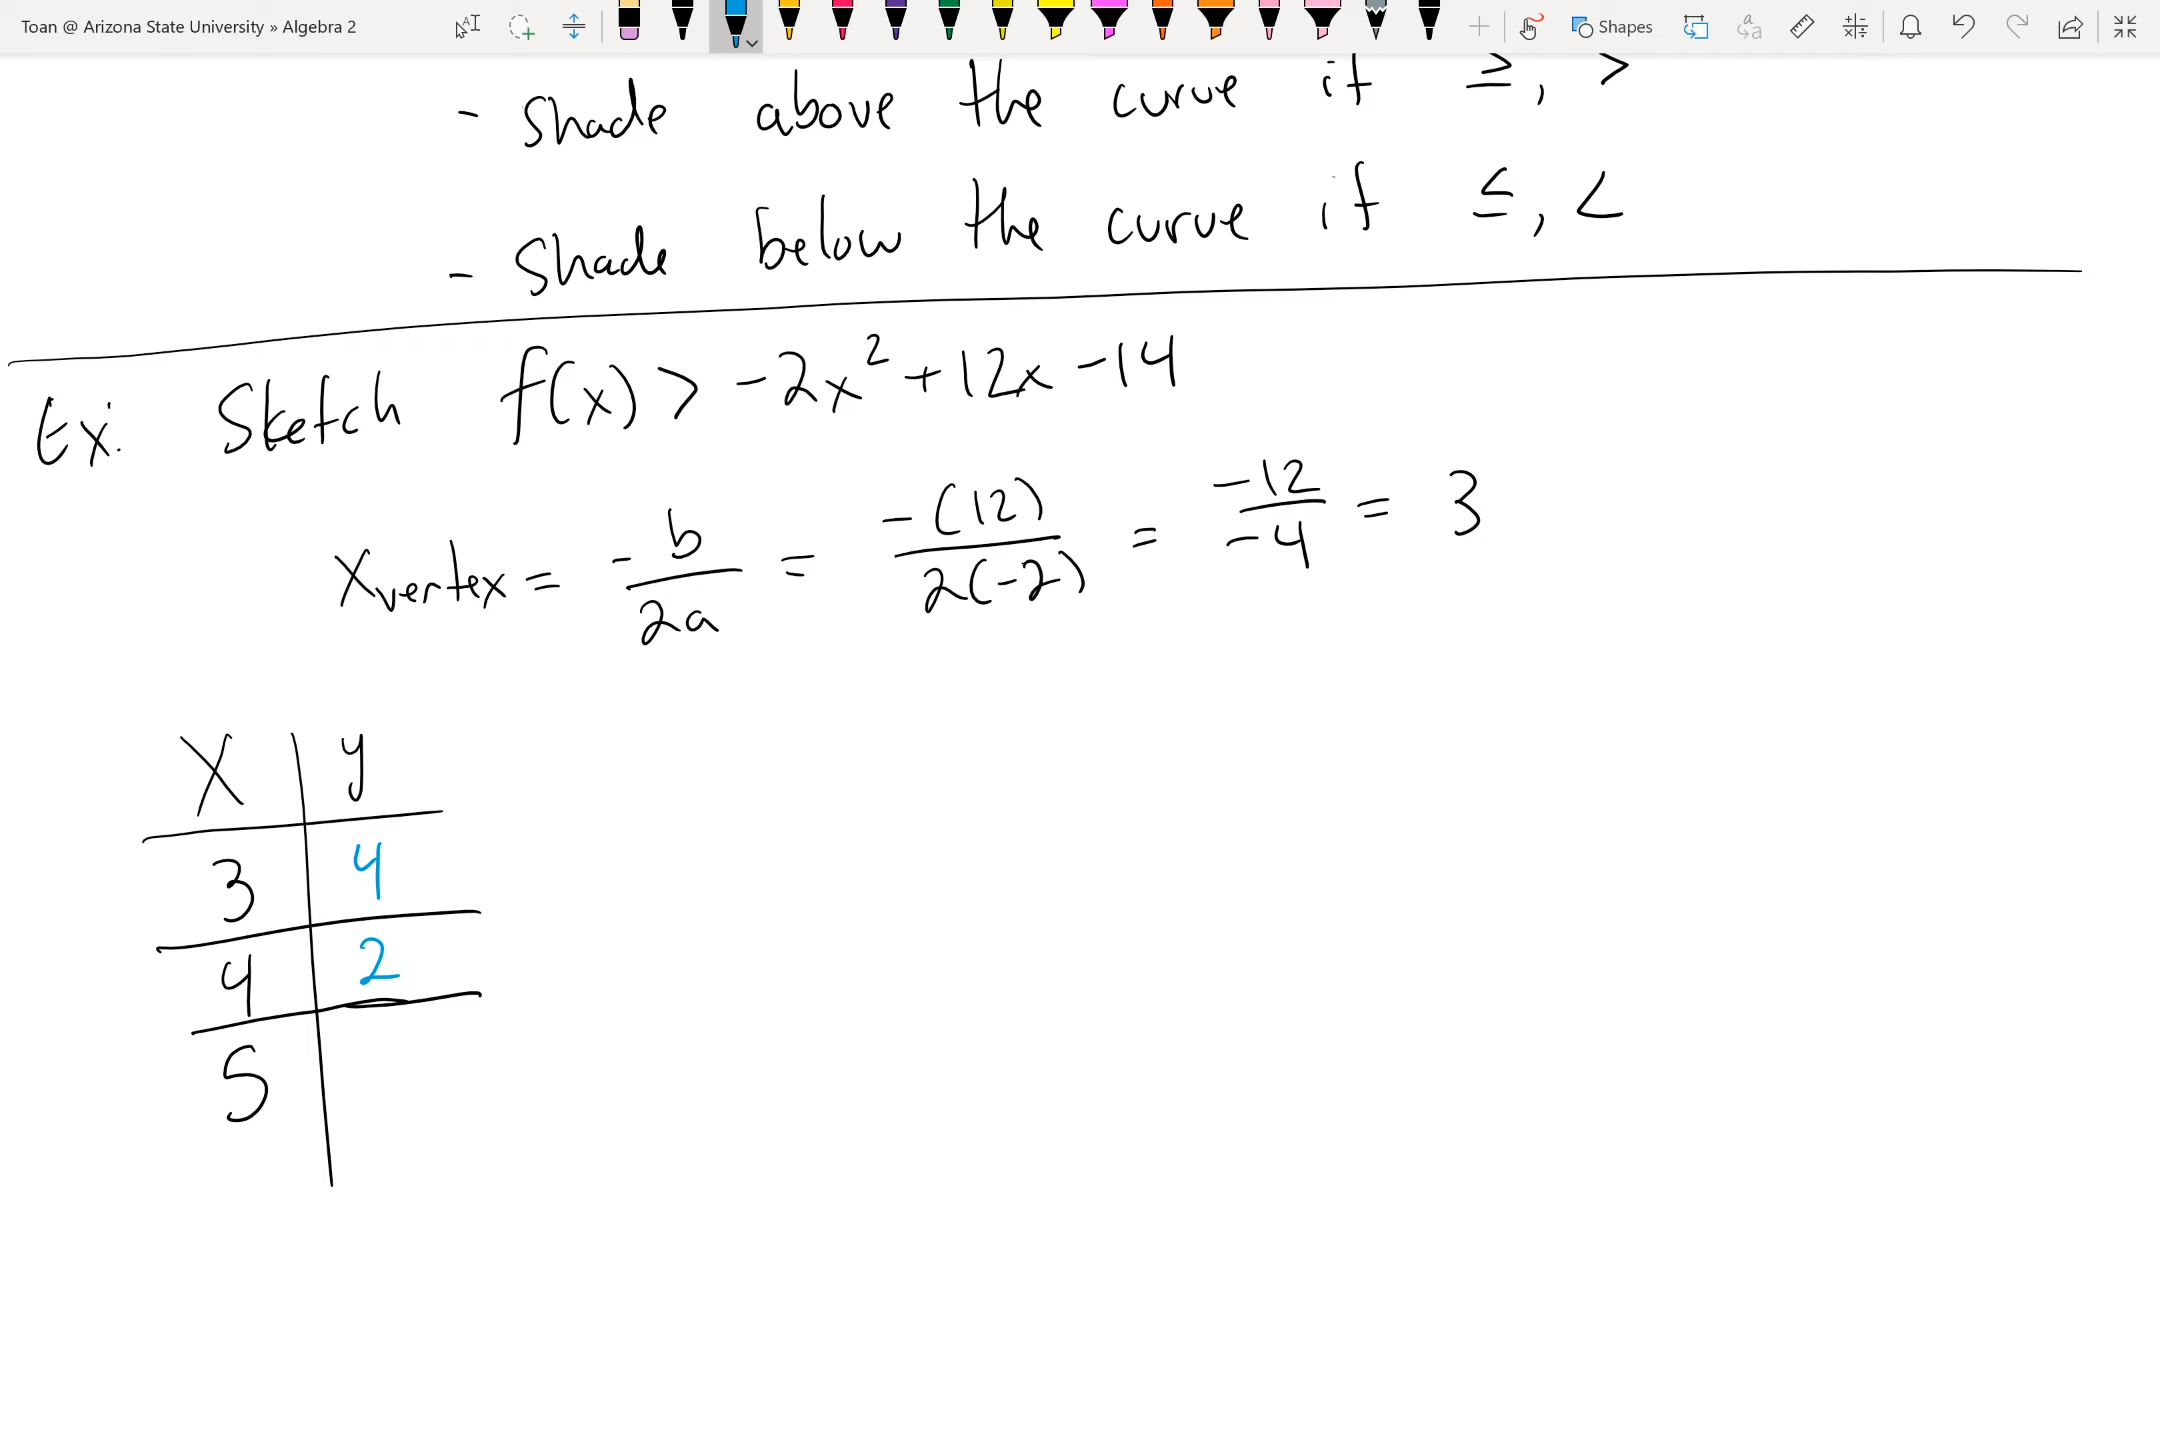 Toan @ Arizona State University » Algebra 2 Shapes
- Shade above the curve if ≥, >
- Shade below the curve if ≤, <
Ex: Sketch f(x) > -2x² + 12x - 14
Xvertex = -b/2a = -(12)/2(-2) = -12/-4 = 3
X | y
3 | 4
4 | 2
5 |